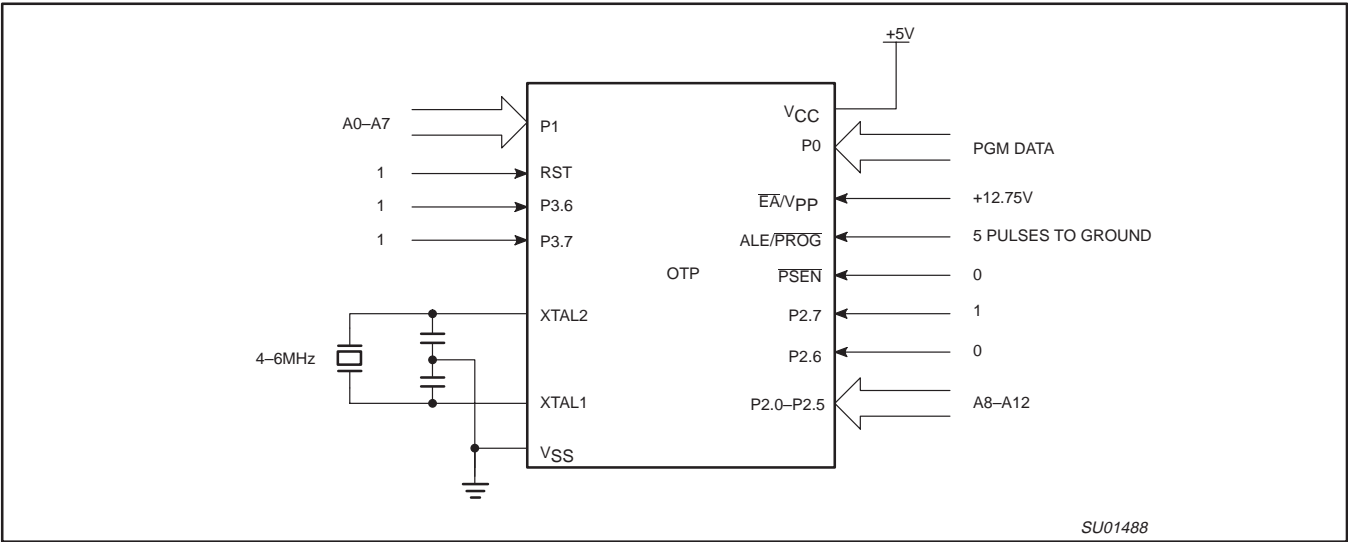 +5V
A0–A7
P1
VCC
P0
PGM DATA
1
RST
1
P3.6
EA/VPP
+12.75V
1
P3.7
ALE/PROG
5 PULSES TO GROUND
OTP
PSEN
0
XTAL2
P2.7
1
4–6MHz
P2.6
0
XTAL1
P2.0–P2.5
A8–A12
VSS
SU01488